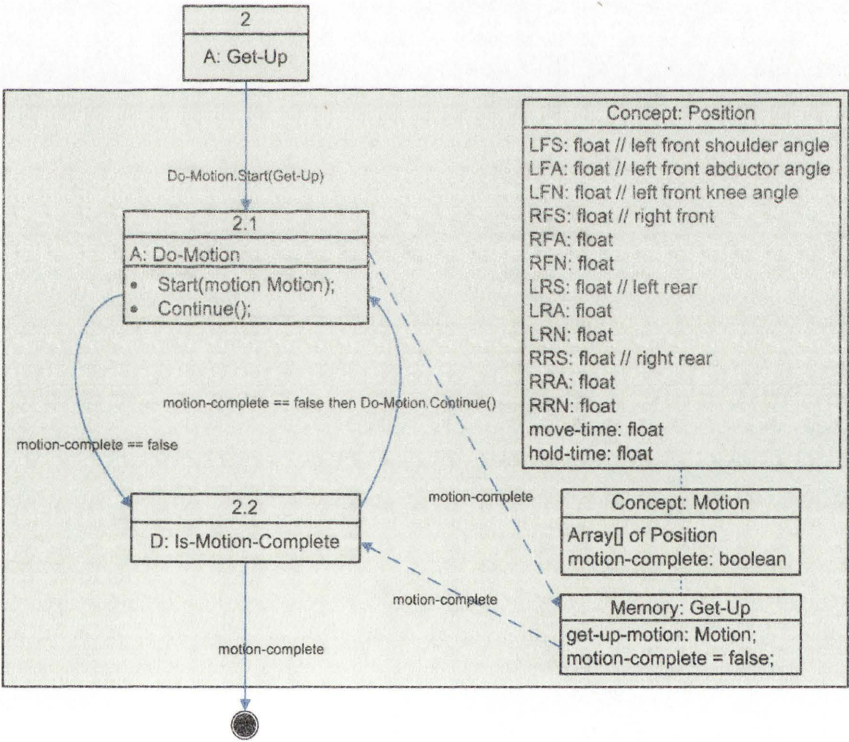 2
A: Get-Up
Do-Motion.Start(Get-Up)
2.1
A: Do-Motion
• Start(motion Motion);
• Continue();
motion-complete == false then Do-Motion.Continue()
motion-complete == false
2.2
D: Is-Motion-Complete
motion-complete
motion-complete
motion-complete
Concept: Position
LFS: float // left front shoulder angle
LFA: float // left front abductor angle
LFN: float // left front knee angle
RFS: float // right front
RFA: float
RFN: float
LRS: float // left rear
LRA: float
LRN: float
RRS: float // right rear
RRA: float
RRN: float
move-time: float
hold-time: float
Concept: Motion
Array[] of Position
motion-complete: boolean
Memory: Get-Up
get-up-motion: Motion;
motion-complete = false;